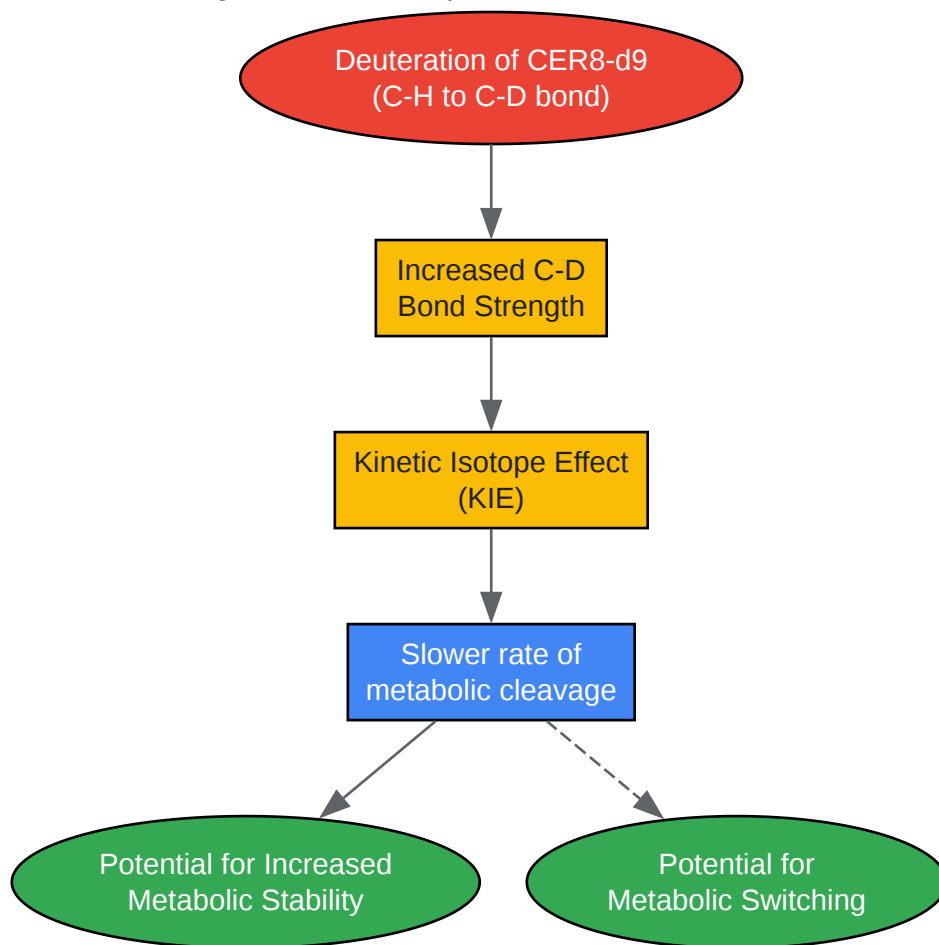 Deuteration of CER8-d9
(C-H to C-D bond)
Increased C-D
Bond Strength
Kinetic Isotope Effect
(KIE)
Slower rate of
metabolic cleavage
Potential for Increased
Metabolic Stability
Potential for
Metabolic Switching